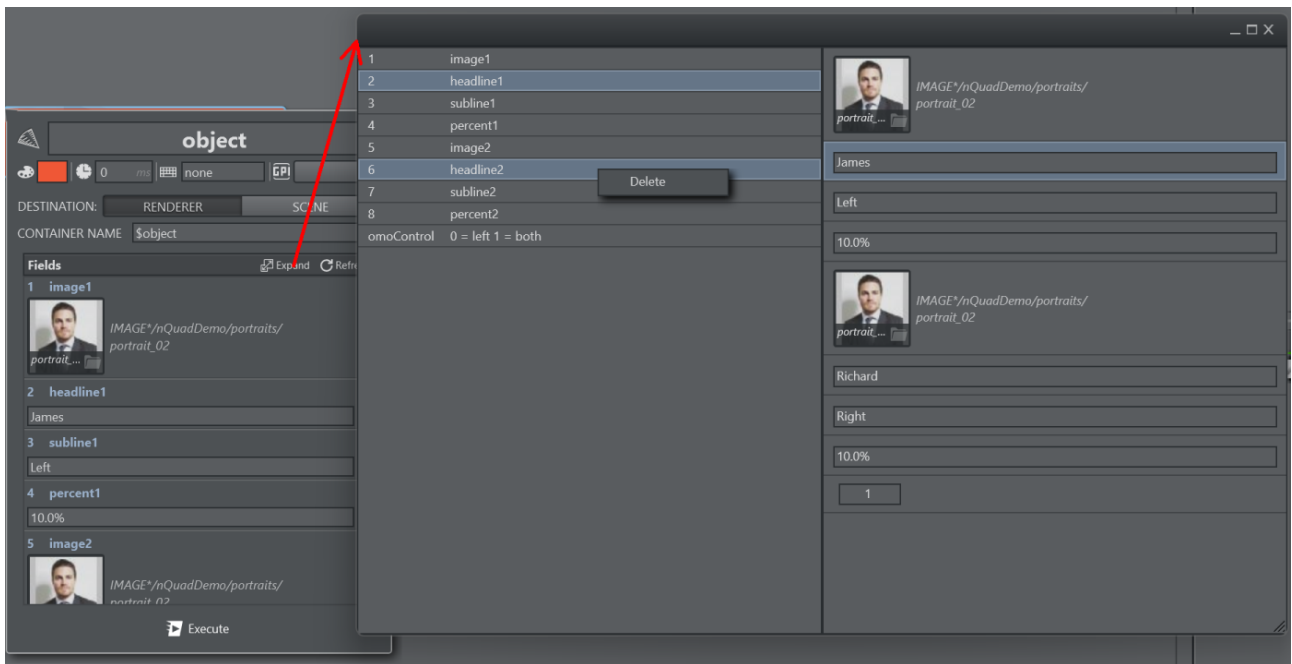 object
0 ms none GPI
DESTINATION: RENDERER SCENE
CONTAINER NAME $object
Fields Expand Refre
1 image1
portrait_...
IMAGE*/nQuadDemo/portraits/
portrait_02
2 headline1
James
3 subline1
Left
4 percent1
10.0%
5 image2
IMAGE*/nQuadDemo/portraits/
portrait_02
Execute
1 image1
2 headline1
3 subline1
4 percent1
5 image2
6 headline2
7 subline2
8 percent2
omoControl 0 = left 1 = both
Delete
portrait_...
IMAGE*/nQuadDemo/portraits/
portrait_02
James
Left
10.0%
portrait_...
IMAGE*/nQuadDemo/portraits/
portrait_02
Richard
Right
10.0%
1